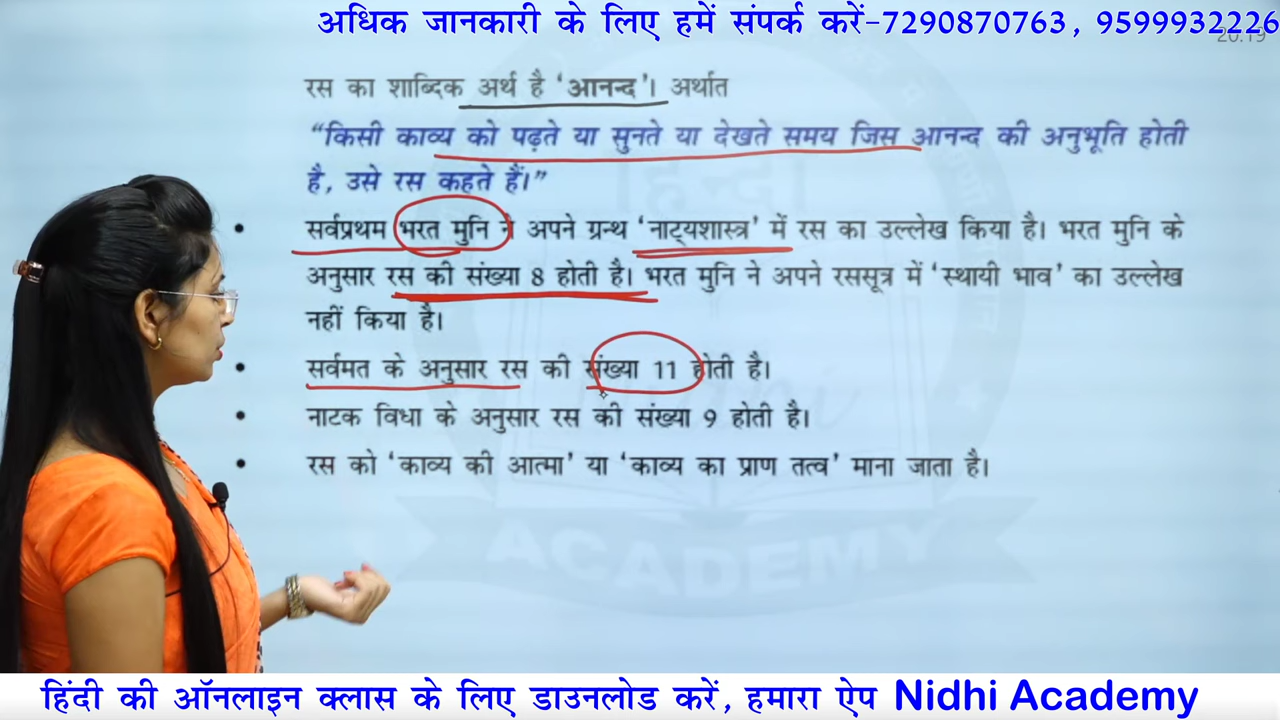 अधिक जानकारी के लिए हमें संपर्क करें-7290870763, 9599932226
20:19
रस का शाब्दिक अर्थ है ‘आनन्द’। अर्थात
“किसी काव्य को पढ़ते या सुनते या देखते समय जिस आनन्द की अनुभूति होती
है, उसे रस कहते हैं।”
• सर्वप्रथम भरत मुनि ने अपने ग्रन्थ ‘नाट्यशास्त्र’ में रस का उल्लेख किया है। भरत मुनि के
अनुसार रस की संख्या 8 होती है। भरत मुनि ने अपने रससूत्र में ‘स्थायी भाव’ का उल्लेख
नहीं किया है।
• सर्वमत के अनुसार रस की संख्या 11 होती है।
• नाटक विधा के अनुसार रस की संख्या 9 होती है।
• रस को ‘काव्य की आत्मा’ या ‘काव्य का प्राण तत्व’ माना जाता है।
ACADEMY
हिंदी की ऑनलाइन क्लास के लिए डाउनलोड करें, हमारा ऐप Nidhi Academy